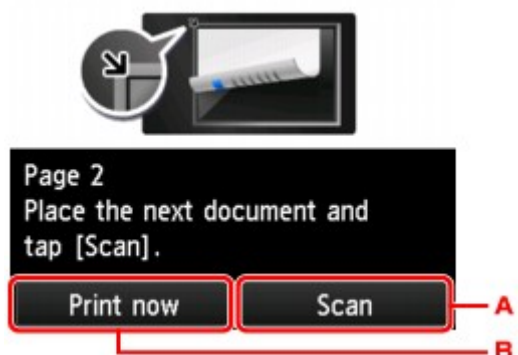 Page 2
Place the next document and
tap [Scan].
Print now Scan A
B